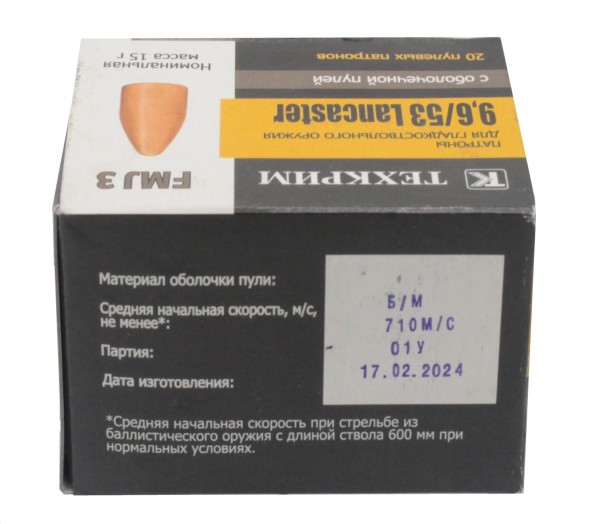 ТК ТЕХКРИМ
ПАТРОНЫ
ДЛЯ ГЛАДКОСТВОЛЬНОГО ОРУЖИЯ
9,6/53 Lancaster
с оболочечной пулей
20 пулевых патронов
FMJ 3
Номинальная
масса 15 г
Материал оболочки пули: Б/М
Средняя начальная скорость, м/с,
не менее*: 710М/С
Партия: 01У
Дата изготовления: 17.02.2024
*Средняя начальная скорость при стрельбе из
баллистического оружия с длиной ствола 600 мм при
нормальных условиях.